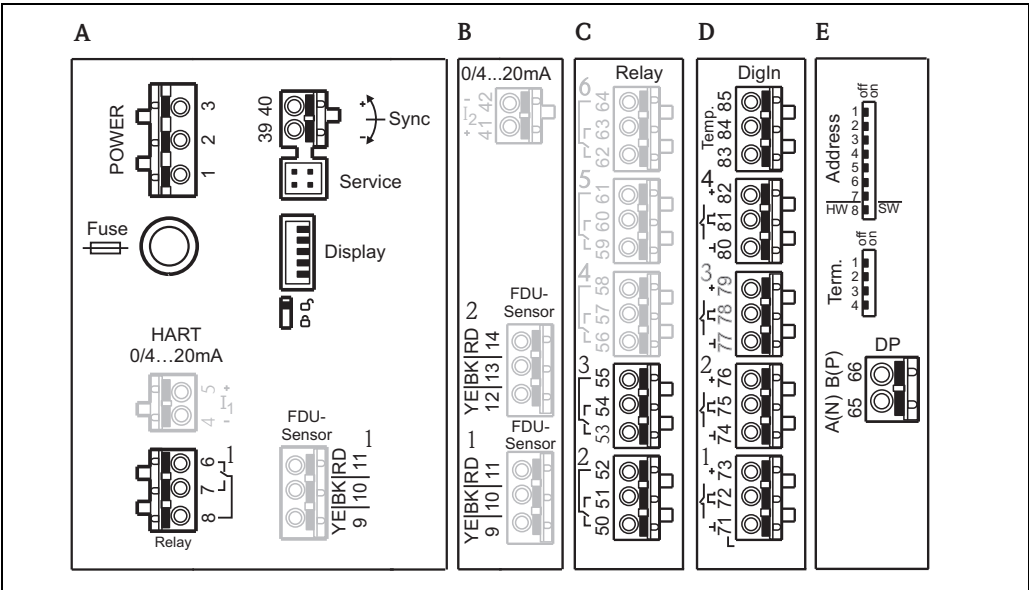 A
POWER
3
2
1
39 40
+
-
Sync
Service
Fuse
Display
HART
0/4...20mA
4 5
I1
+
-
6
7
8
1
Relay
FDU-
Sensor
1
YE|BK|RD
9 |10| 11
B
0/4...20mA
-
I2
+
41 42
2
FDU-
Sensor
YE|BK|RD
12 |13| 14
1
FDU-
Sensor
YE|BK|RD
9 |10| 11
C
Relay
6
62 63 64
5
59 60 61
4
56 57 58
3
53 54 55
2
50 51 52
D
DigIn
Temp.
83 84 85
4
+
80 81 82
3
+
77 78 79
2
+
74 75 76
1
+
71 72 73
E
off
on
Address
1
2
3
4
5
6
7
HW 8 SW
off
on
Term.
1
2
3
4
DP
A(N) B(P)
65 66